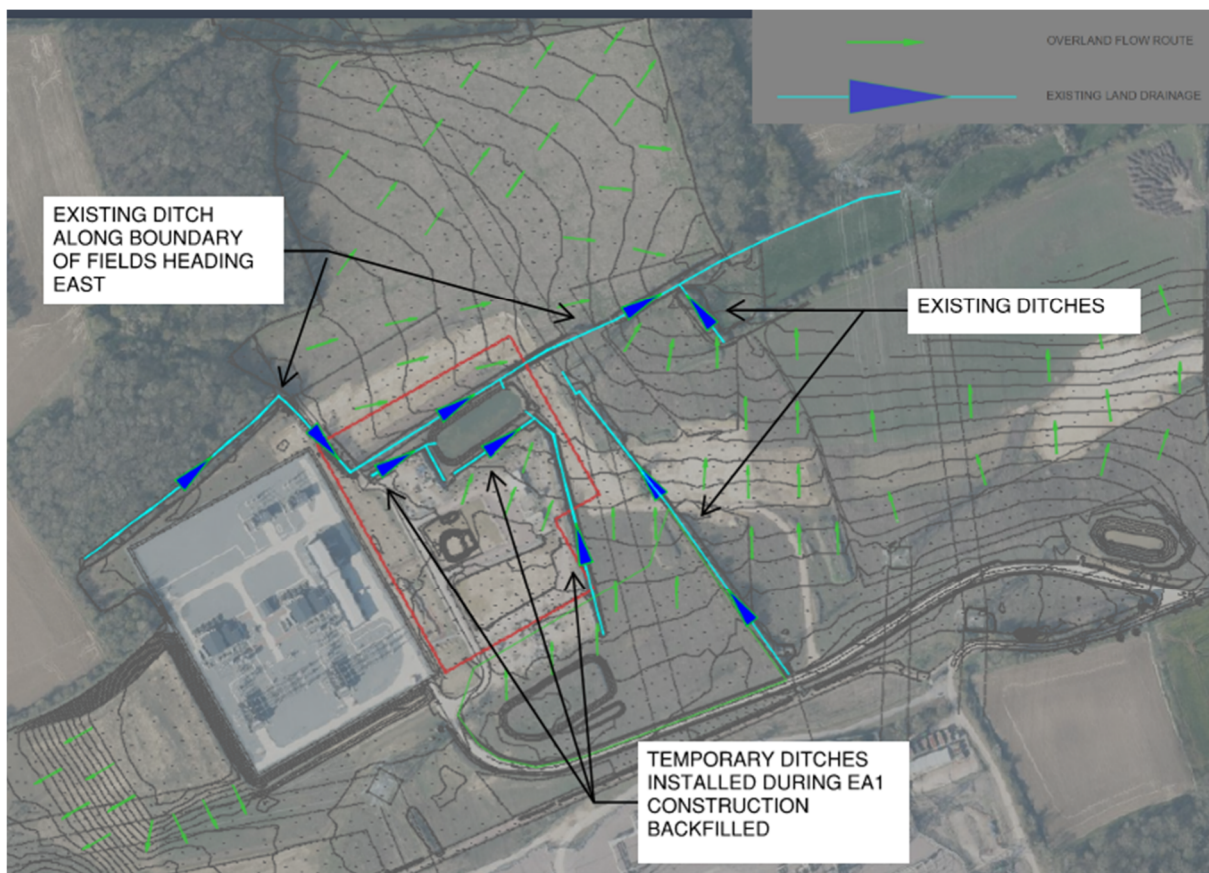 OVERLAND FLOW ROUTE
EXISTING LAND DRAINAGE
EXISTING DITCH
ALONG BOUNDARY
OF FIELDS HEADING
EAST
EXISTING DITCHES
TEMPORARY DITCHES
INSTALLED DURING EA1
CONSTRUCTION
BACKFILLED